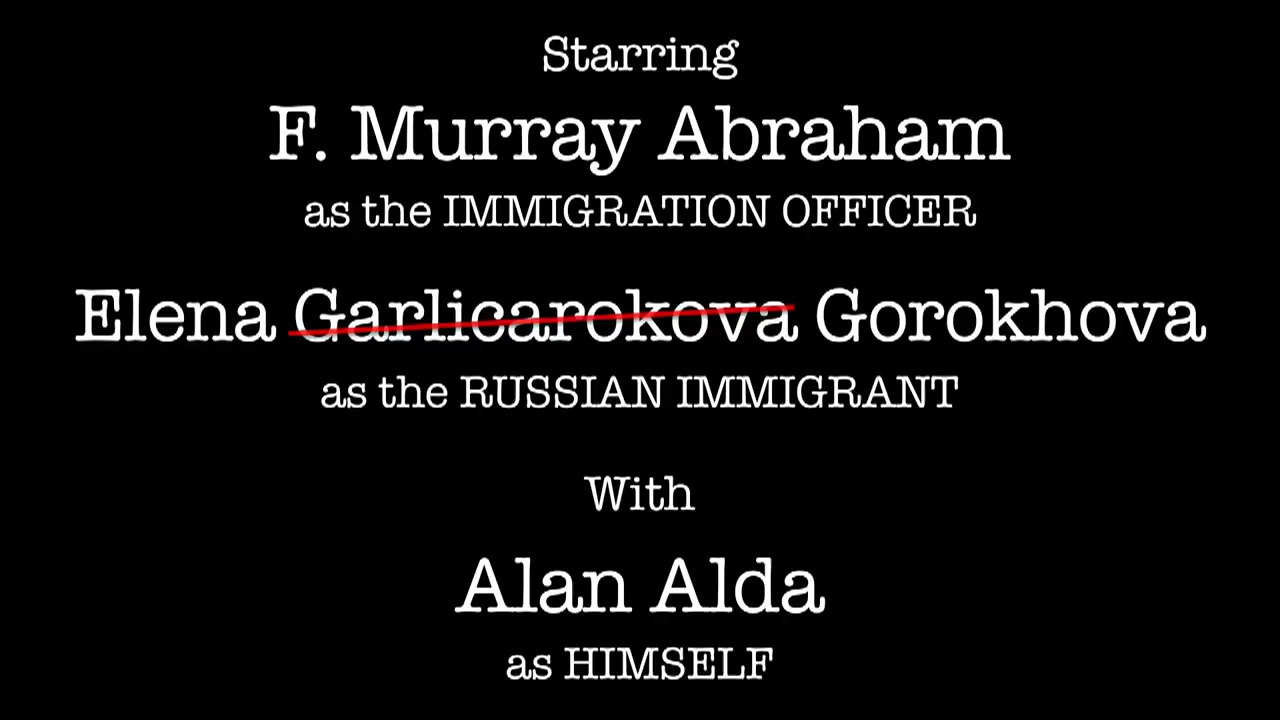 Starring
F. Murray Abraham
as the IMMIGRATION OFFICER
Elena Garlicarokova Gorokhova
as the RUSSIAN IMMIGRANT
With
Alan Alda
as HIMSELF